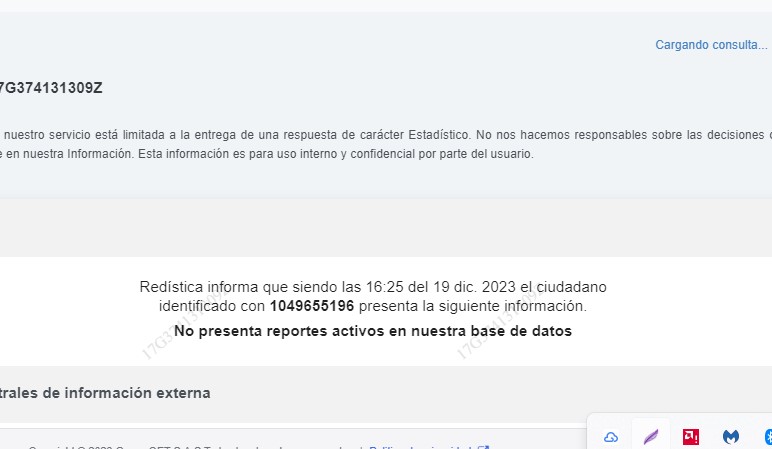 Cargando consulta...
7G374131309Z
nuestro servicio está limitada a la entrega de una respuesta de carácter Estadístico. No nos hacemos responsables sobre las decisiones
e en nuestra Información. Esta información es para uso interno y confidencial por parte del usuario.
Redística informa que siendo las 16:25 del 19 dic. 2023 el ciudadano
identificado con 1049655196 presenta la siguiente información.
No presenta reportes activos en nuestra base de datos
17G374131309Z
17G374131309Z
trales de información externa